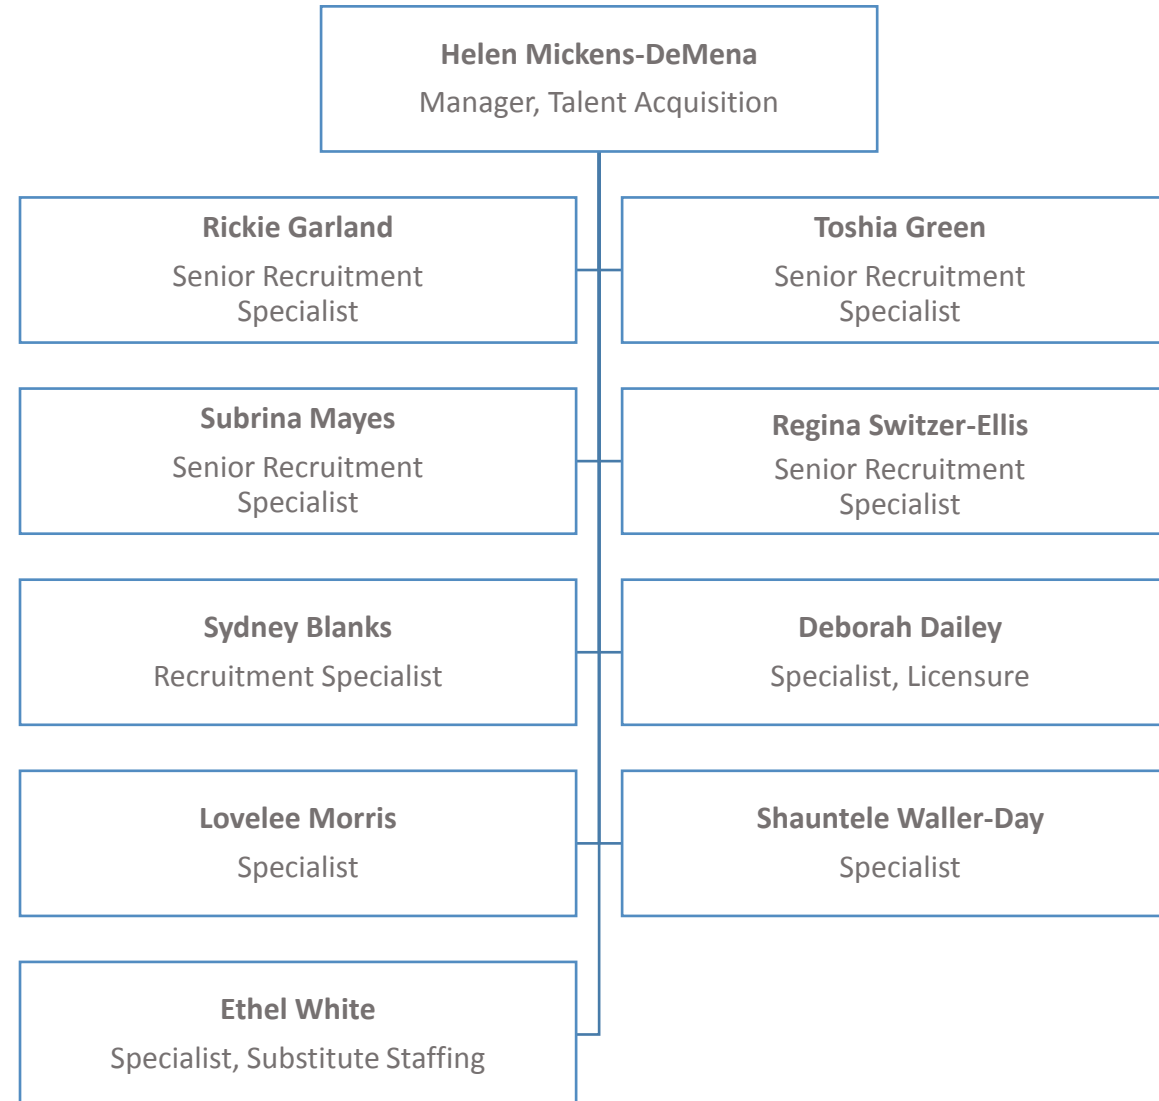 Helen Mickens-DeMena
Manager, Talent Acquisition
Rickie Garland
Senior Recruitment
Specialist
Toshia Green
Senior Recruitment
Specialist
Subrina Mayes
Senior Recruitment
Specialist
Regina Switzer-Ellis
Senior Recruitment
Specialist
Sydney Blanks
Recruitment Specialist
Deborah Dailey
Specialist, Licensure
Lovelee Morris
Specialist
Shauntele Waller-Day
Specialist
Ethel White
Specialist, Substitute Staffing